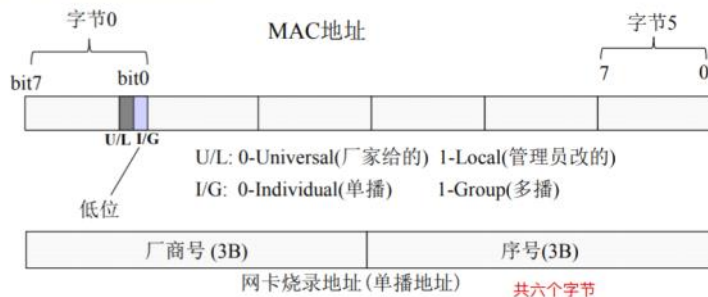 字节0
MAC地址
字节5
bit7
bit0
7
0
U/L I/G
U/L: 0-Universal(厂家给的) 1-Local(管理员改的)
I/G: 0-Individual(单播) 1-Group(多播)
低位
厂商号 (3B)
序号(3B)
网卡烧录地址(单播地址)
共六个字节